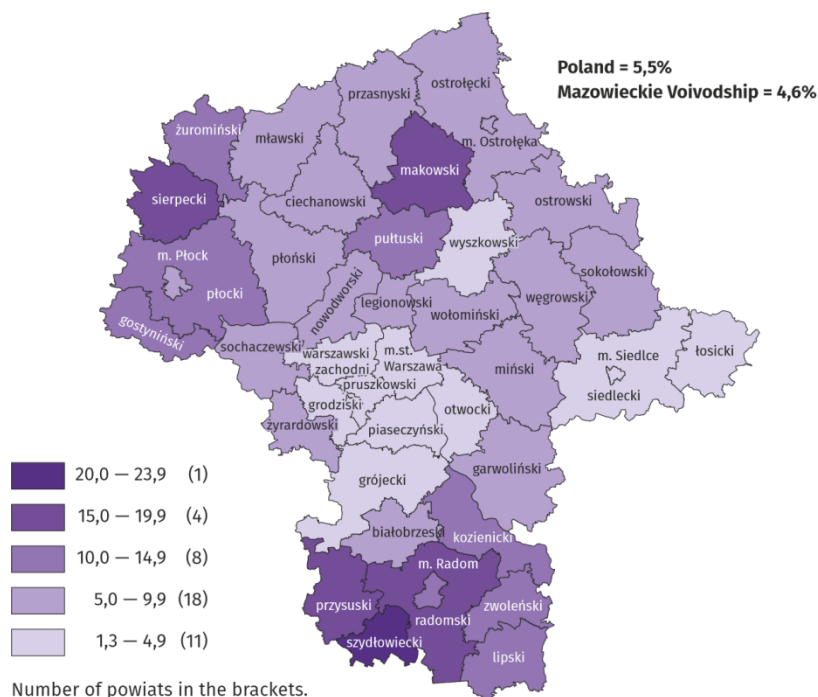 ostrołęcki
Poland = 5,5%
Mazowieckie Voivodship = 4,6%
przasnyski
żuromiński
mławski
m. Ostrołęka
makowski
sierpecki
ciechanowski
ostrowski
pułtuski
wyszkowski
m. Płock
płoński
sokołowski
płocki
nowodworski
legionowski
węgrowski
wołomiński
gostyniński
sochaczewski
warszawski
zachodni
m.st.
Warszawa
m. Siedlce
łosicki
miński
pruszkowski
siedlecki
grodziski
otwocki
żyrardowski
piaseczyński
garwoliński
grójecki
20,0 — 23,9 (1)
15,0 — 19,9 (4)
białobrzeski
kozienicki
10,0 — 14,9 (8)
m. Radom
5,0 — 9,9 (18)
przysuski
zwoleński
radomski
1,3 — 4,9 (11)
szydłowiecki
lipski
Number of powiats in the brackets.